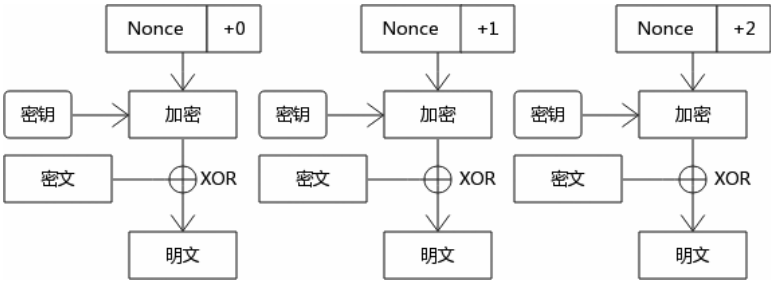 Nonce +0 Nonce +1 Nonce +2
密钥 加密 密钥 加密 密钥 加密
密文 XOR 密文 XOR 密文 XOR
明文 明文 明文